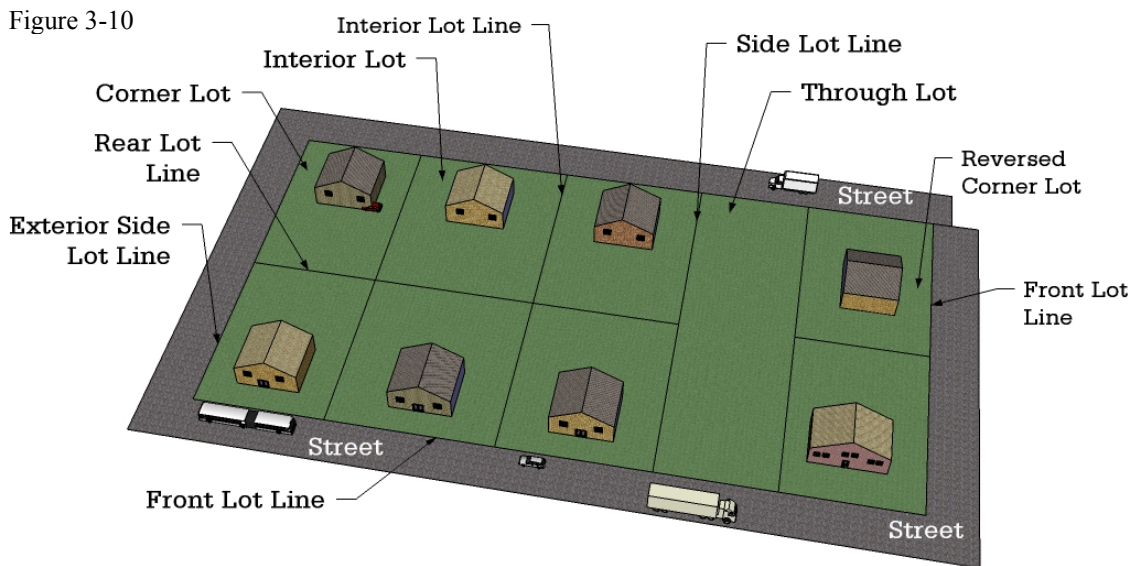 Figure 3-10
Interior Lot Line
Side Lot Line
Interior Lot
Corner Lot
Through Lot
Rear Lot
Line
Reversed
Corner Lot
Street
Exterior Side
Lot Line
Front Lot
Line
Street
Front Lot Line
Street